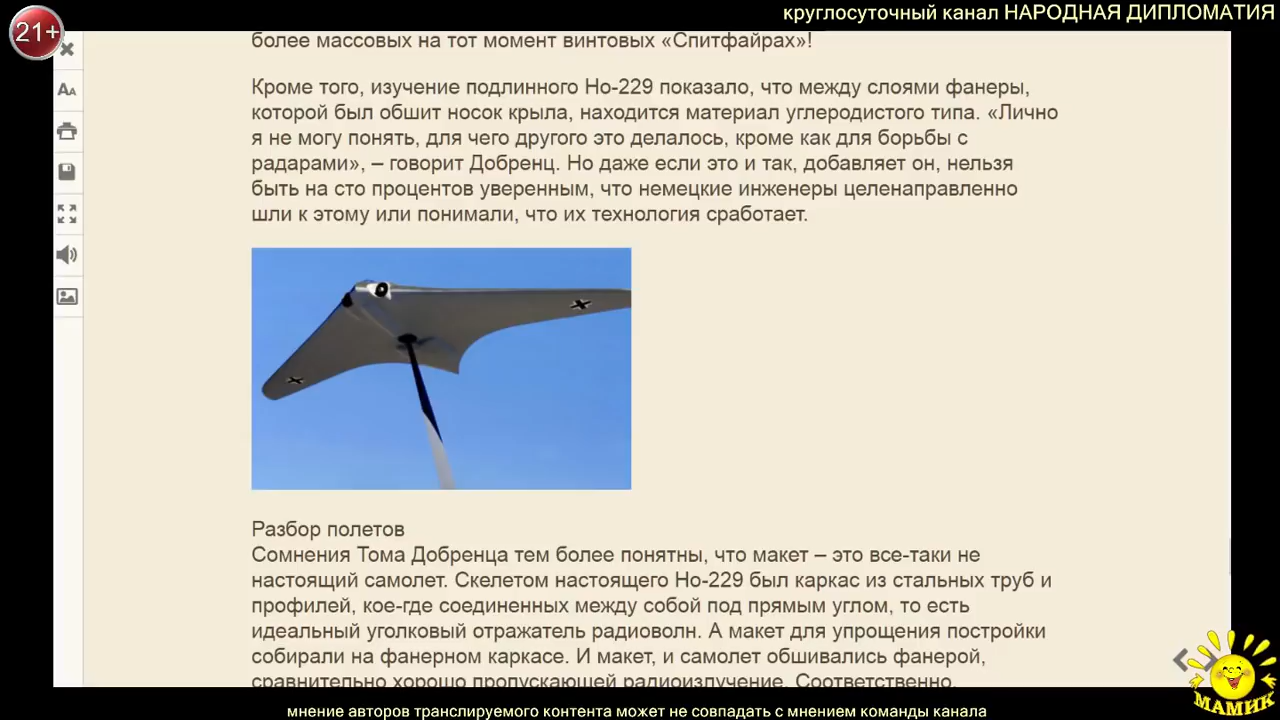 21+
круглосуточный канал НАРОДНАЯ ДИПЛОМАТИЯ
более массовых на тот момент винтовых «Спитфайрах»!
Кроме того, изучение подлинного Ho-229 показало, что между слоями фанеры,
которой был обшит носок крыла, находится материал углеродистого типа. «Лично
я не могу понять, для чего другого это делалось, кроме как для борьбы с
радарами», – говорит Добренц. Но даже если это и так, добавляет он, нельзя
быть на сто процентов уверенным, что немецкие инженеры целенаправленно
шли к этому или понимали, что их технология сработает.
Разбор полетов
Сомнения Тома Добренца тем более понятны, что макет – это все-таки не
настоящий самолет. Скелетом настоящего Ho-229 был каркас из стальных труб и
профилей, кое-где соединенных между собой под прямым углом, то есть
идеальный уголковый отражатель радиоволн. А макет для упрощения постройки
собирали на фанерном каркасе. И макет, и самолет обшивались фанерой,
сравнительно хорошо пропускающей радиоизлучение. Соответственно,
МАМИК
мнение авторов транслируемого контента может не совпадать с мнением команды канала